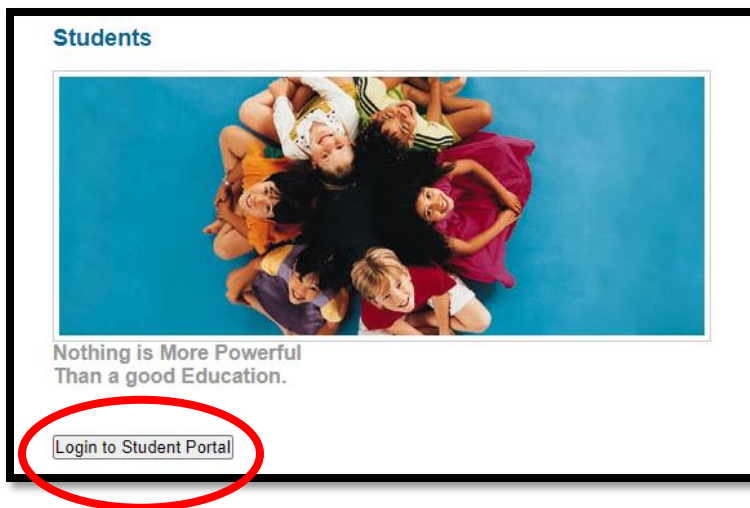 Students
Nothing is More Powerful
Than a good Education.
Login to Student Portal